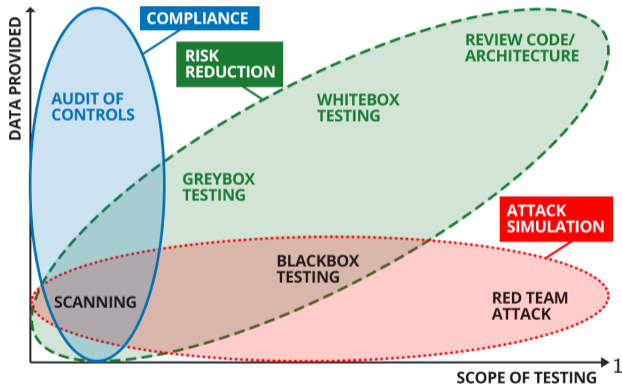 COMPLIANCE
RISK
REDUCTION
REVIEW CODE/
ARCHITECTURE
DATA PROVIDED
AUDIT OF
CONTROLS
WHITEBOX
TESTING
GREYBOX
TESTING
ATTACK
SIMULATION
BLACKBOX
TESTING
SCANNING
RED TEAM
ATTACK
SCOPE OF TESTING
1